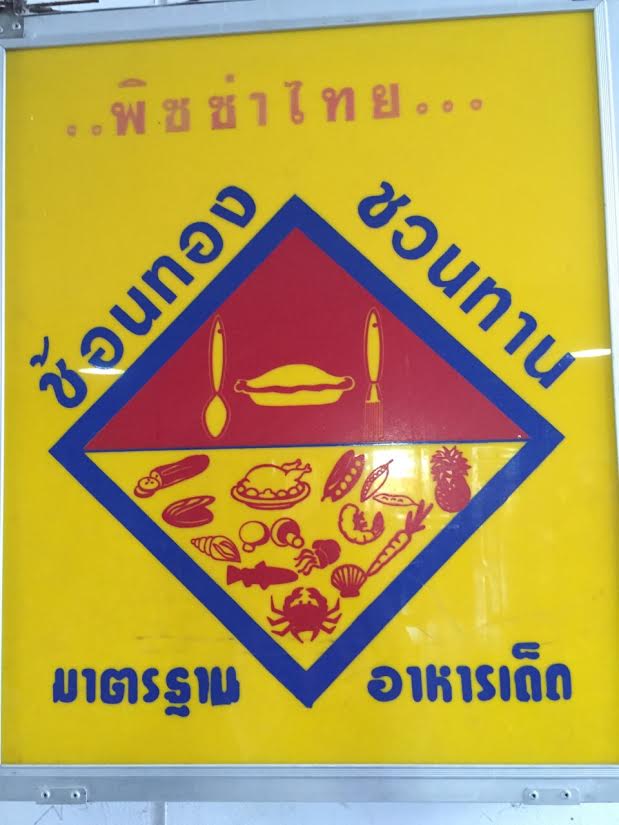 ..พิซซ่าไทย...
ช้อนทอง
ชวนทาน
มาตรฐาน
อาหารเด็ด